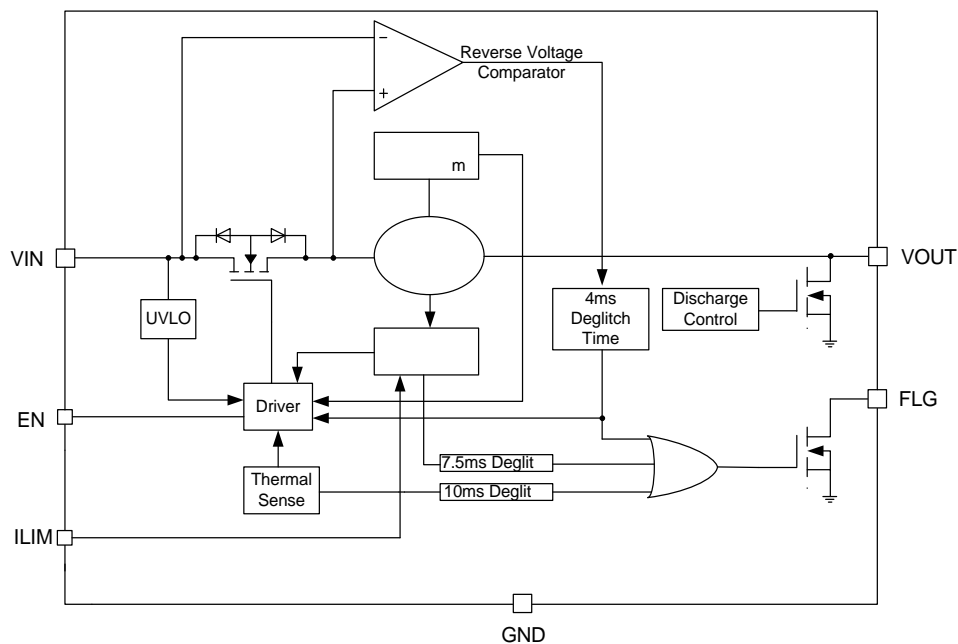 −
Reverse Voltage
Comparator
+
m
VIN
VOUT
UVLO
4ms
Deglitch
Time
Discharge
Control
Driver
EN
FLG
7.5ms Deglit
Thermal
Sense
10ms Deglit
ILIM
GND